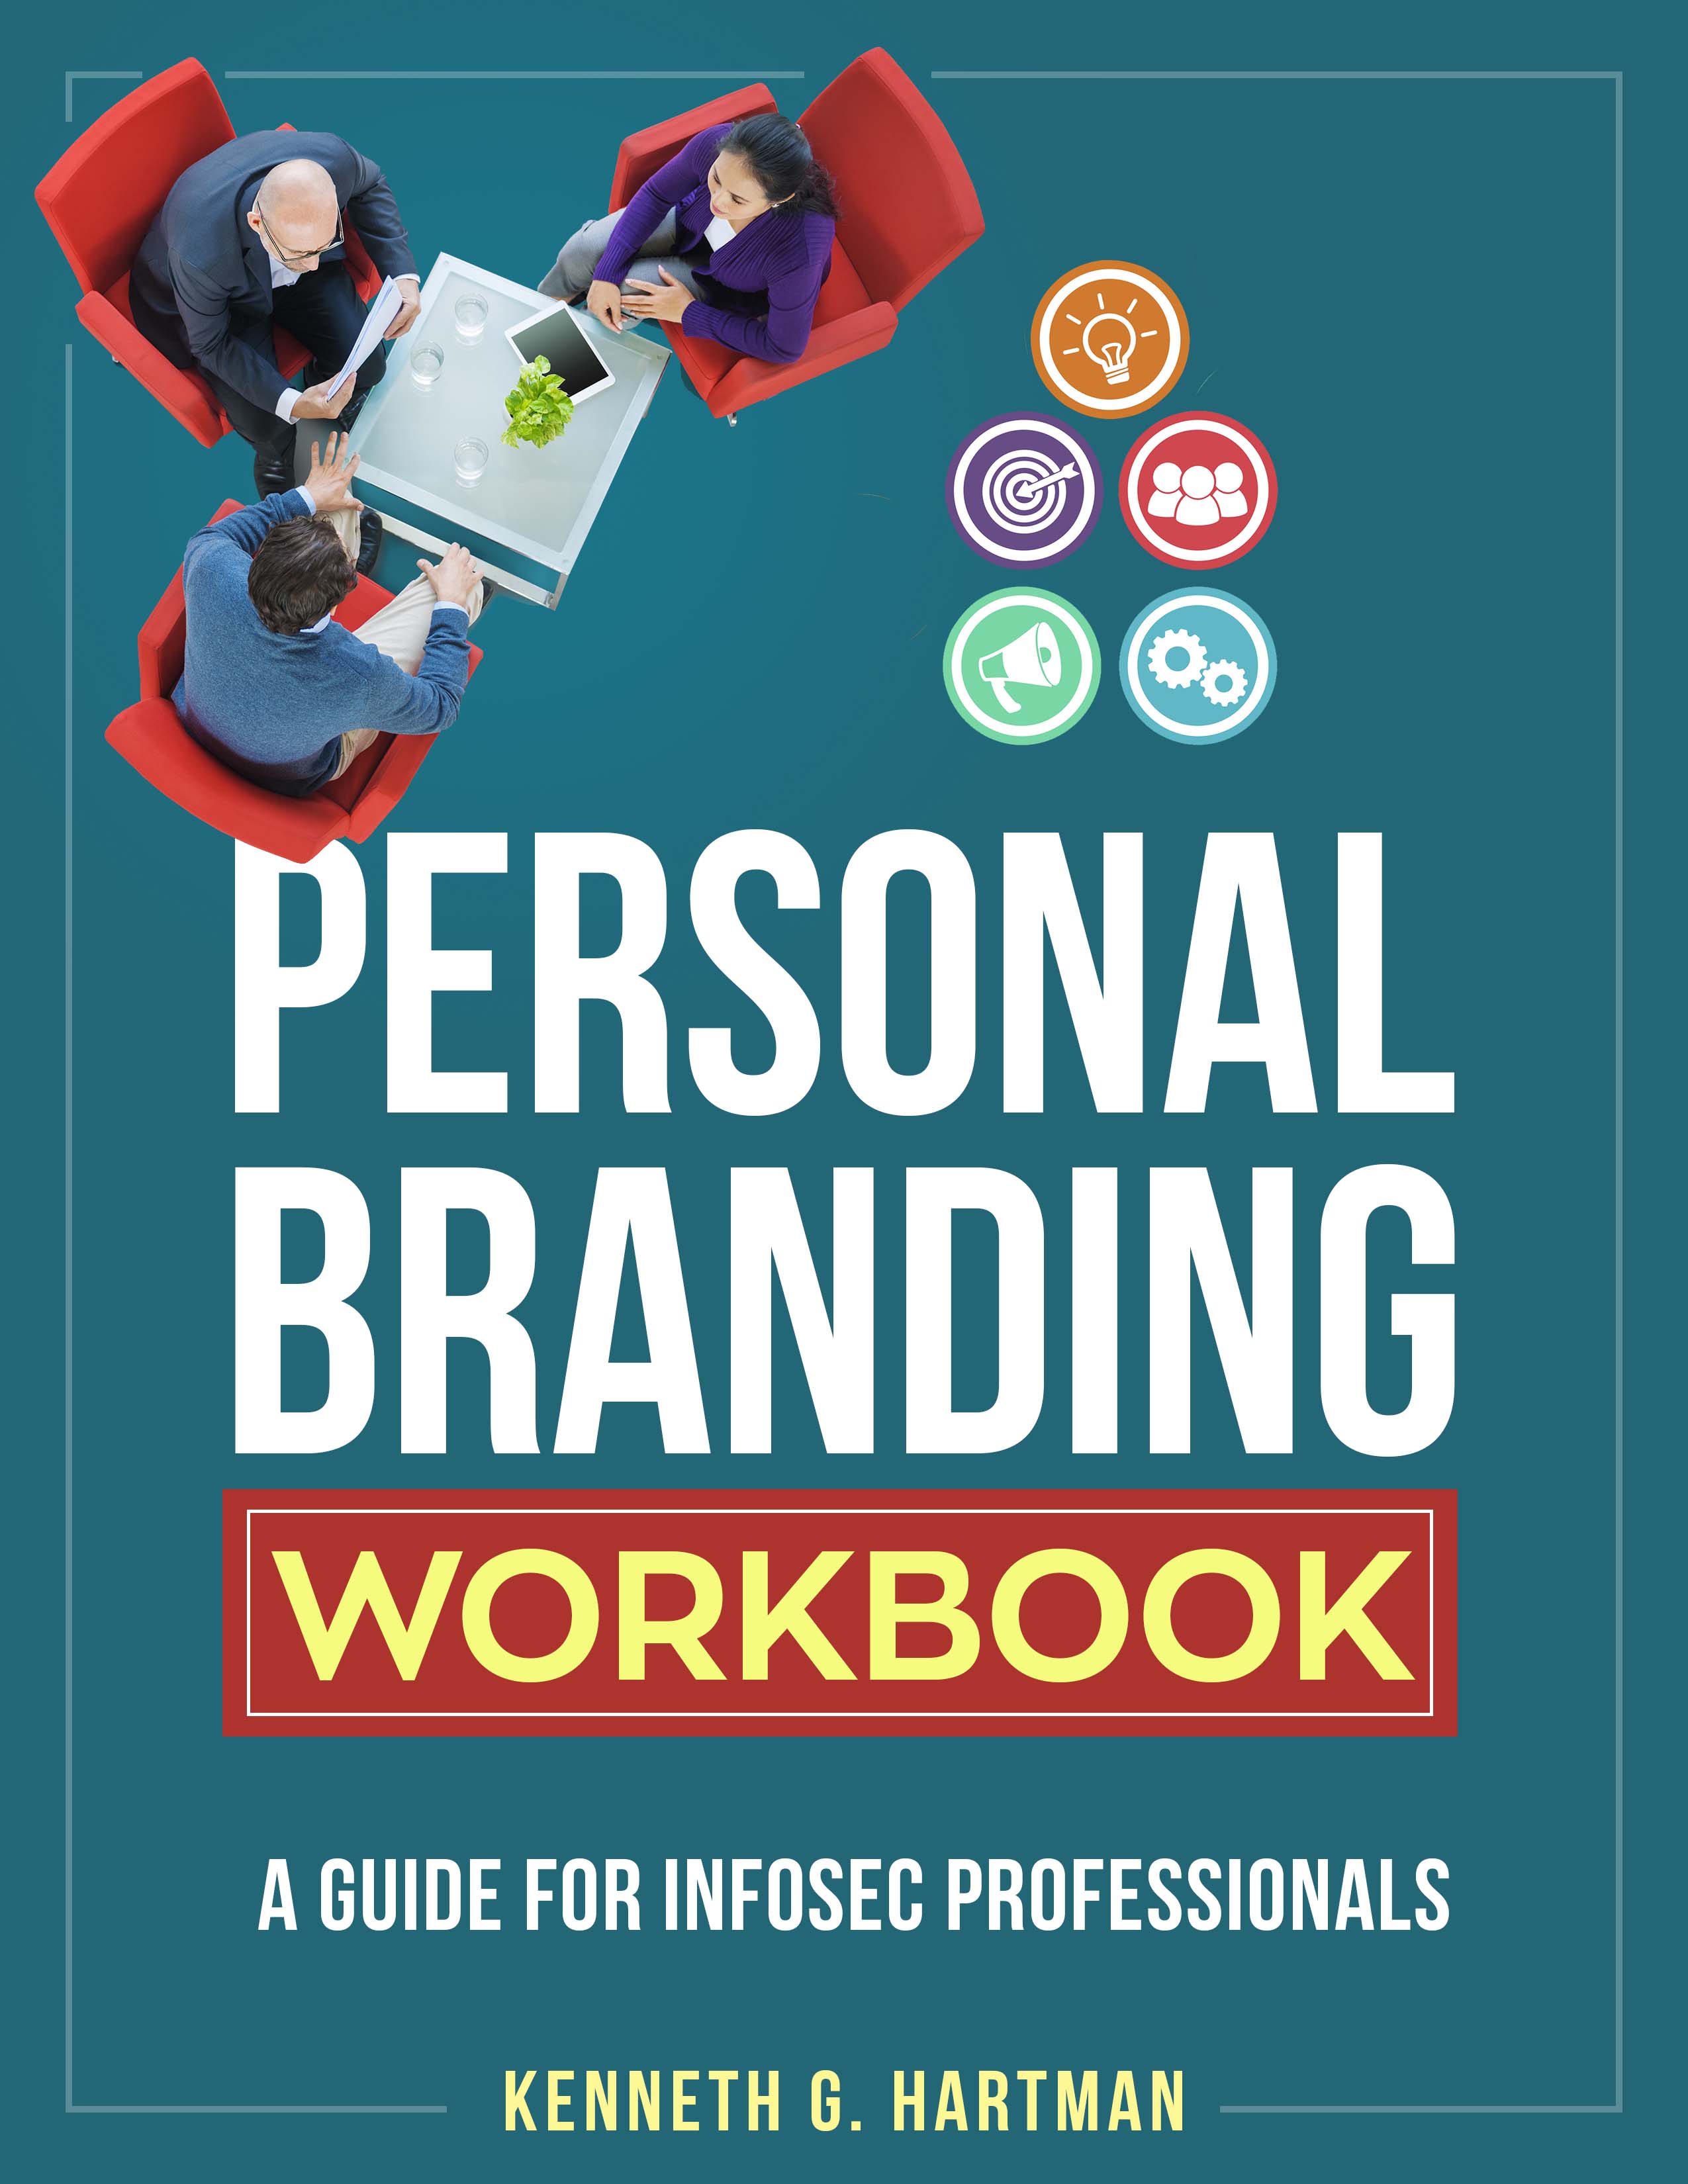 PERSONAL
BRANDING
WORKBOOK
A GUIDE FOR INFOSEC PROFESSIONALS
KENNETH G. HARTMAN